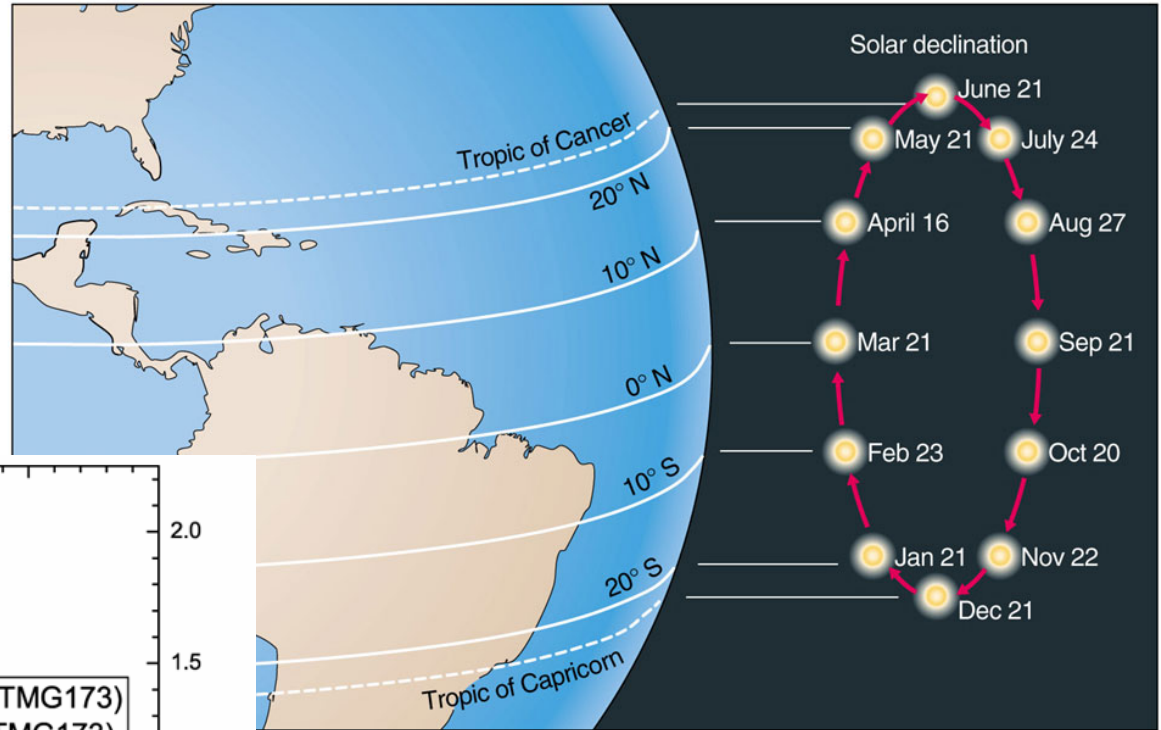 Solar declination
June 21
May 21
July 24
April 16
Aug 27
Mar 21
Sep 21
Feb 23
Oct 20
Jan 21
Nov 22
Dec 21
Tropic of Cancer
20° N
10° N
0° N
10° S
20° S
Tropic of Capricorn
2.0
1.5
TMG173)